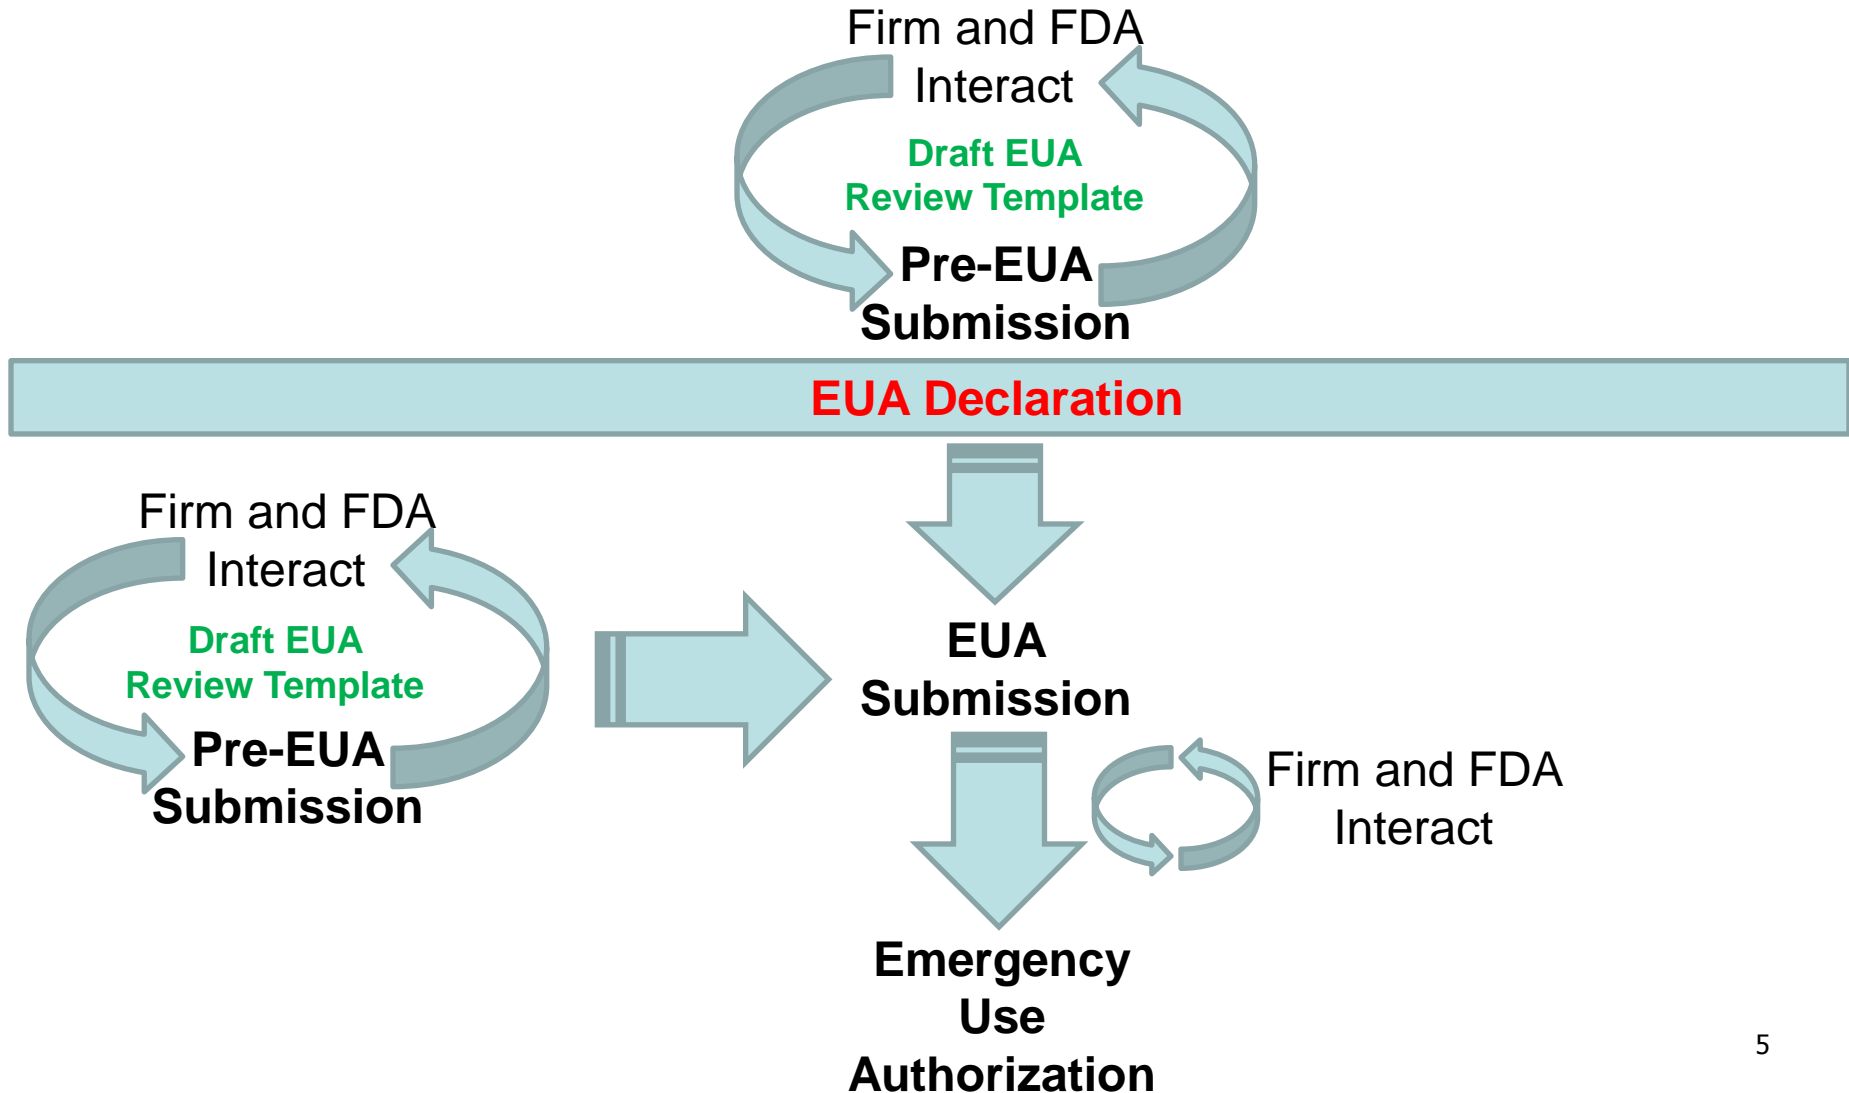 Firm and FDA
Interact
Draft EUA
Review Template
Pre-EUA
Submission
EUA Declaration
Firm and FDA
Interact
Draft EUA
Review Template
Pre-EUA
Submission
EUA
Submission
Firm and FDA
Interact
Emergency
Use
Authorization
5